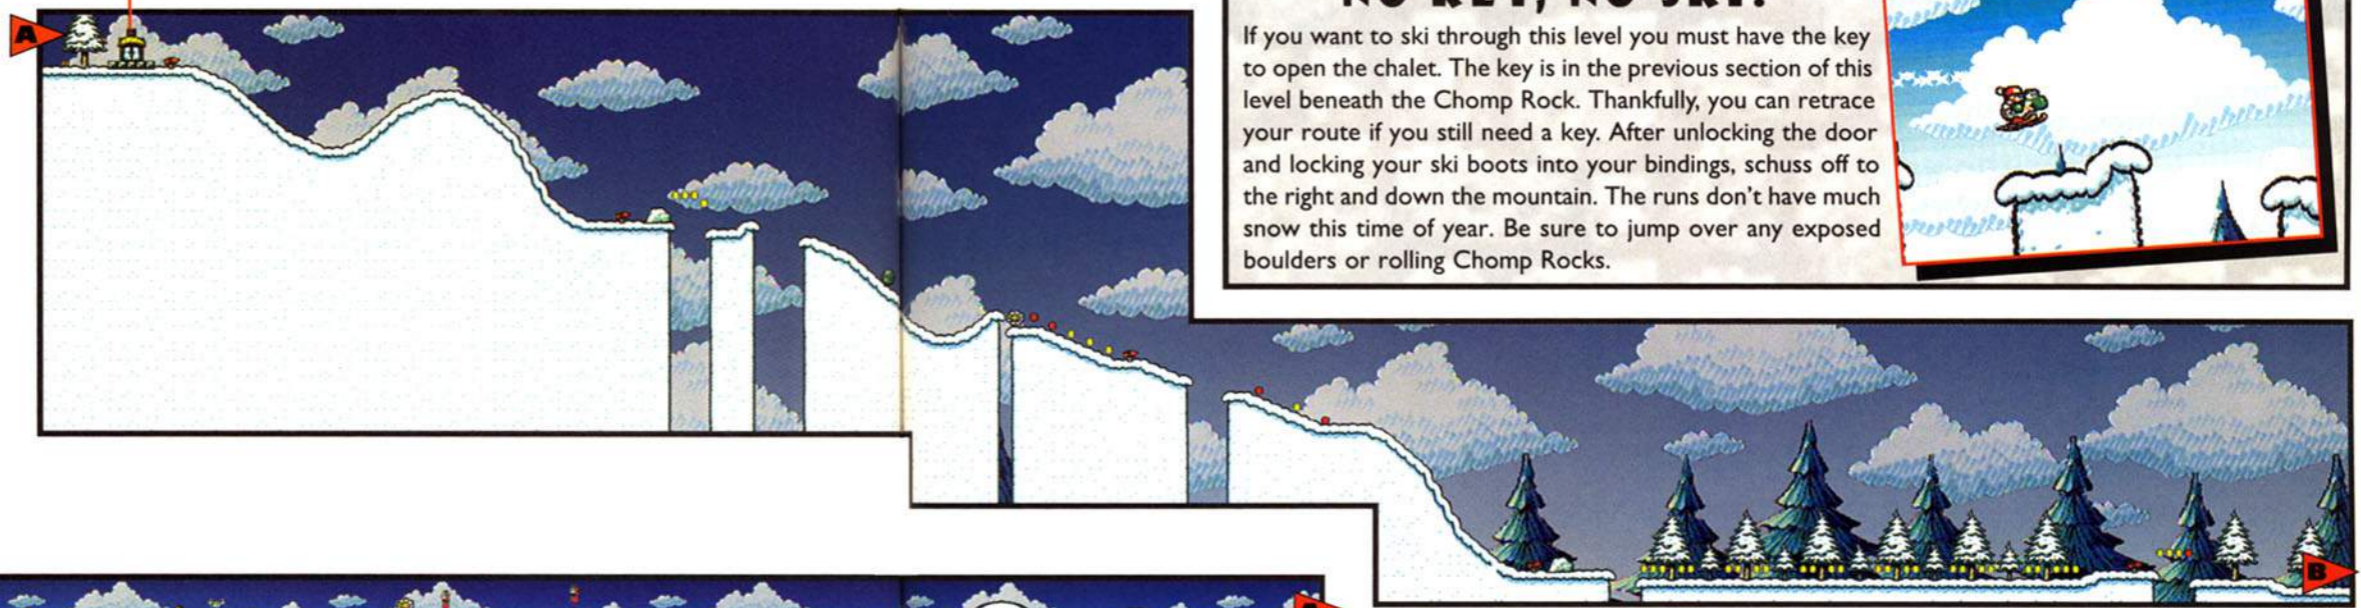 A
NO KEY, NO SKI!
If you want to ski through this level you must have the key
to open the chalet. The key is in the previous section of this
level beneath the Chomp Rock. Thankfully, you can retrace
your route if you still need a key. After unlocking the door
and locking your ski boots into your bindings, schuss off to
the right and down the mountain. The runs don't have much
snow this time of year. Be sure to jump over any exposed
boulders or rolling Chomp Rocks.
B